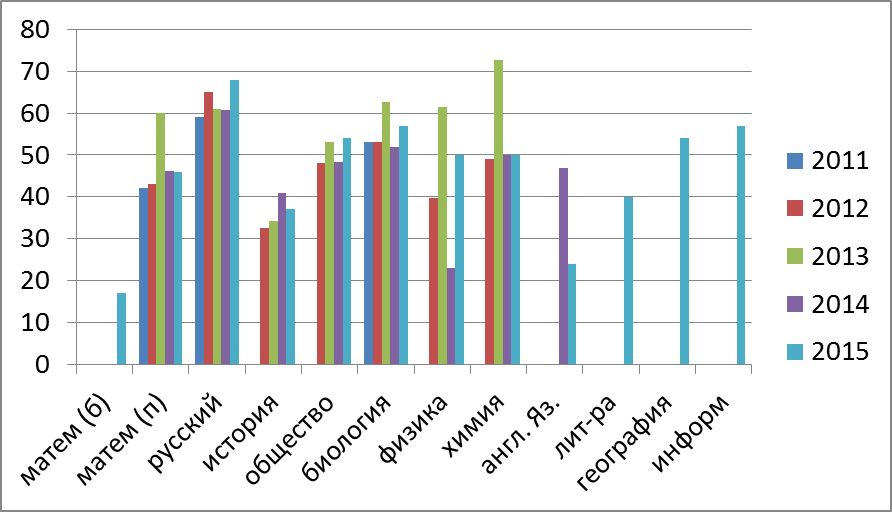 80
70
60
50
40
30
20
10
0
матем (б)
матем (п)
русский
история
общество
биология
физика
химия
англ. Яз.
лит-ра
география
информ
2011
2012
2013
2014
2015